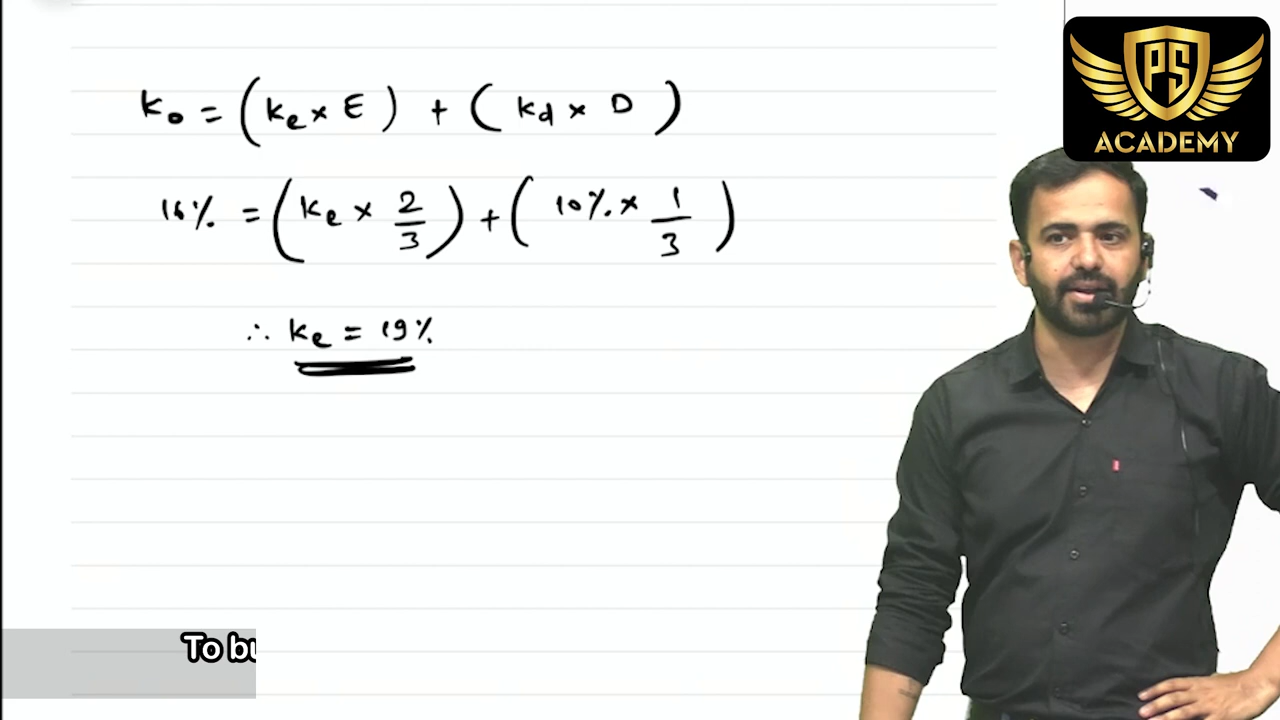 K₀ = (Ke × E) + (Kd × D)
16% = (Ke × 2/3) + (10% × 1/3)
∴ Ke = 19%
PS
ACADEMY
To bu